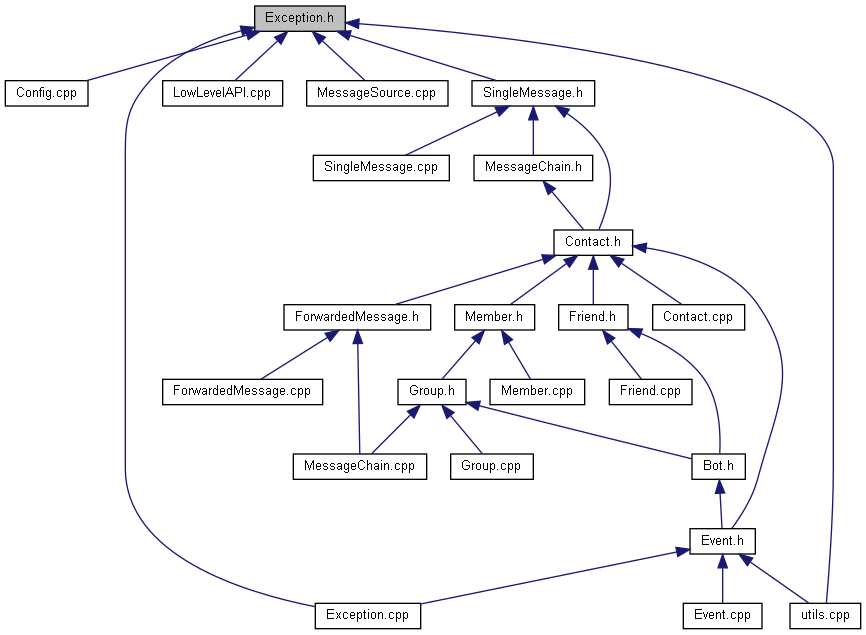 Exception.h
Config.cpp
LowLevelAPI.cpp
MessageSource.cpp
SingleMessage.h
SingleMessage.cpp
MessageChain.h
Contact.h
ForwardedMessage.h
Member.h
Friend.h
Contact.cpp
ForwardedMessage.cpp
Group.h
Member.cpp
Friend.cpp
MessageChain.cpp
Group.cpp
Bot.h
Event.h
Exception.cpp
Event.cpp
utils.cpp